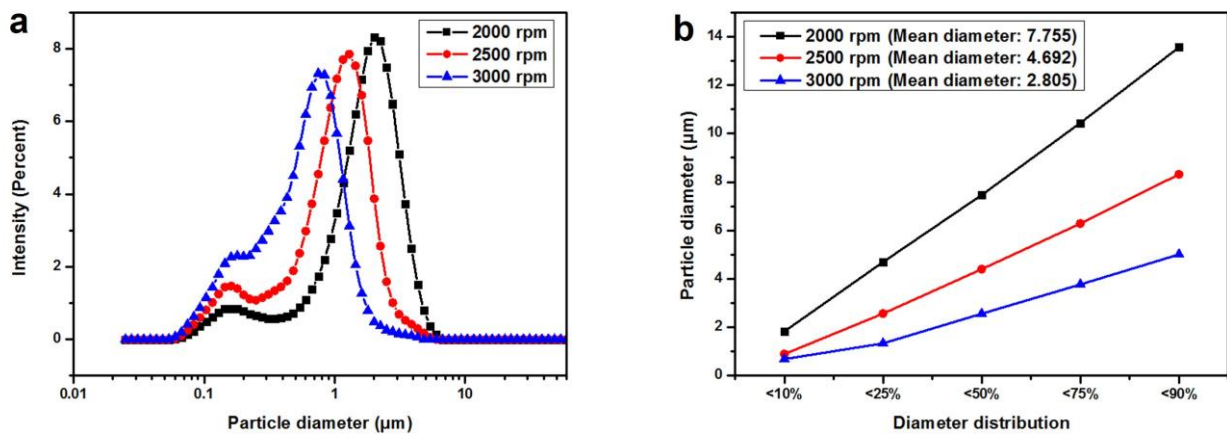 a
2000 rpm
2500 rpm
3000 rpm
8
6
4
2
0
Intensity (Percent)
0.01
0.1
1
10
Particle diameter (µm)
b
2000 rpm (Mean diameter: 7.755)
2500 rpm (Mean diameter: 4.692)
3000 rpm (Mean diameter: 2.805)
14
12
10
8
6
4
2
0
Particle diameter (µm)
<10%
<25%
<50%
<75%
<90%
Diameter distribution